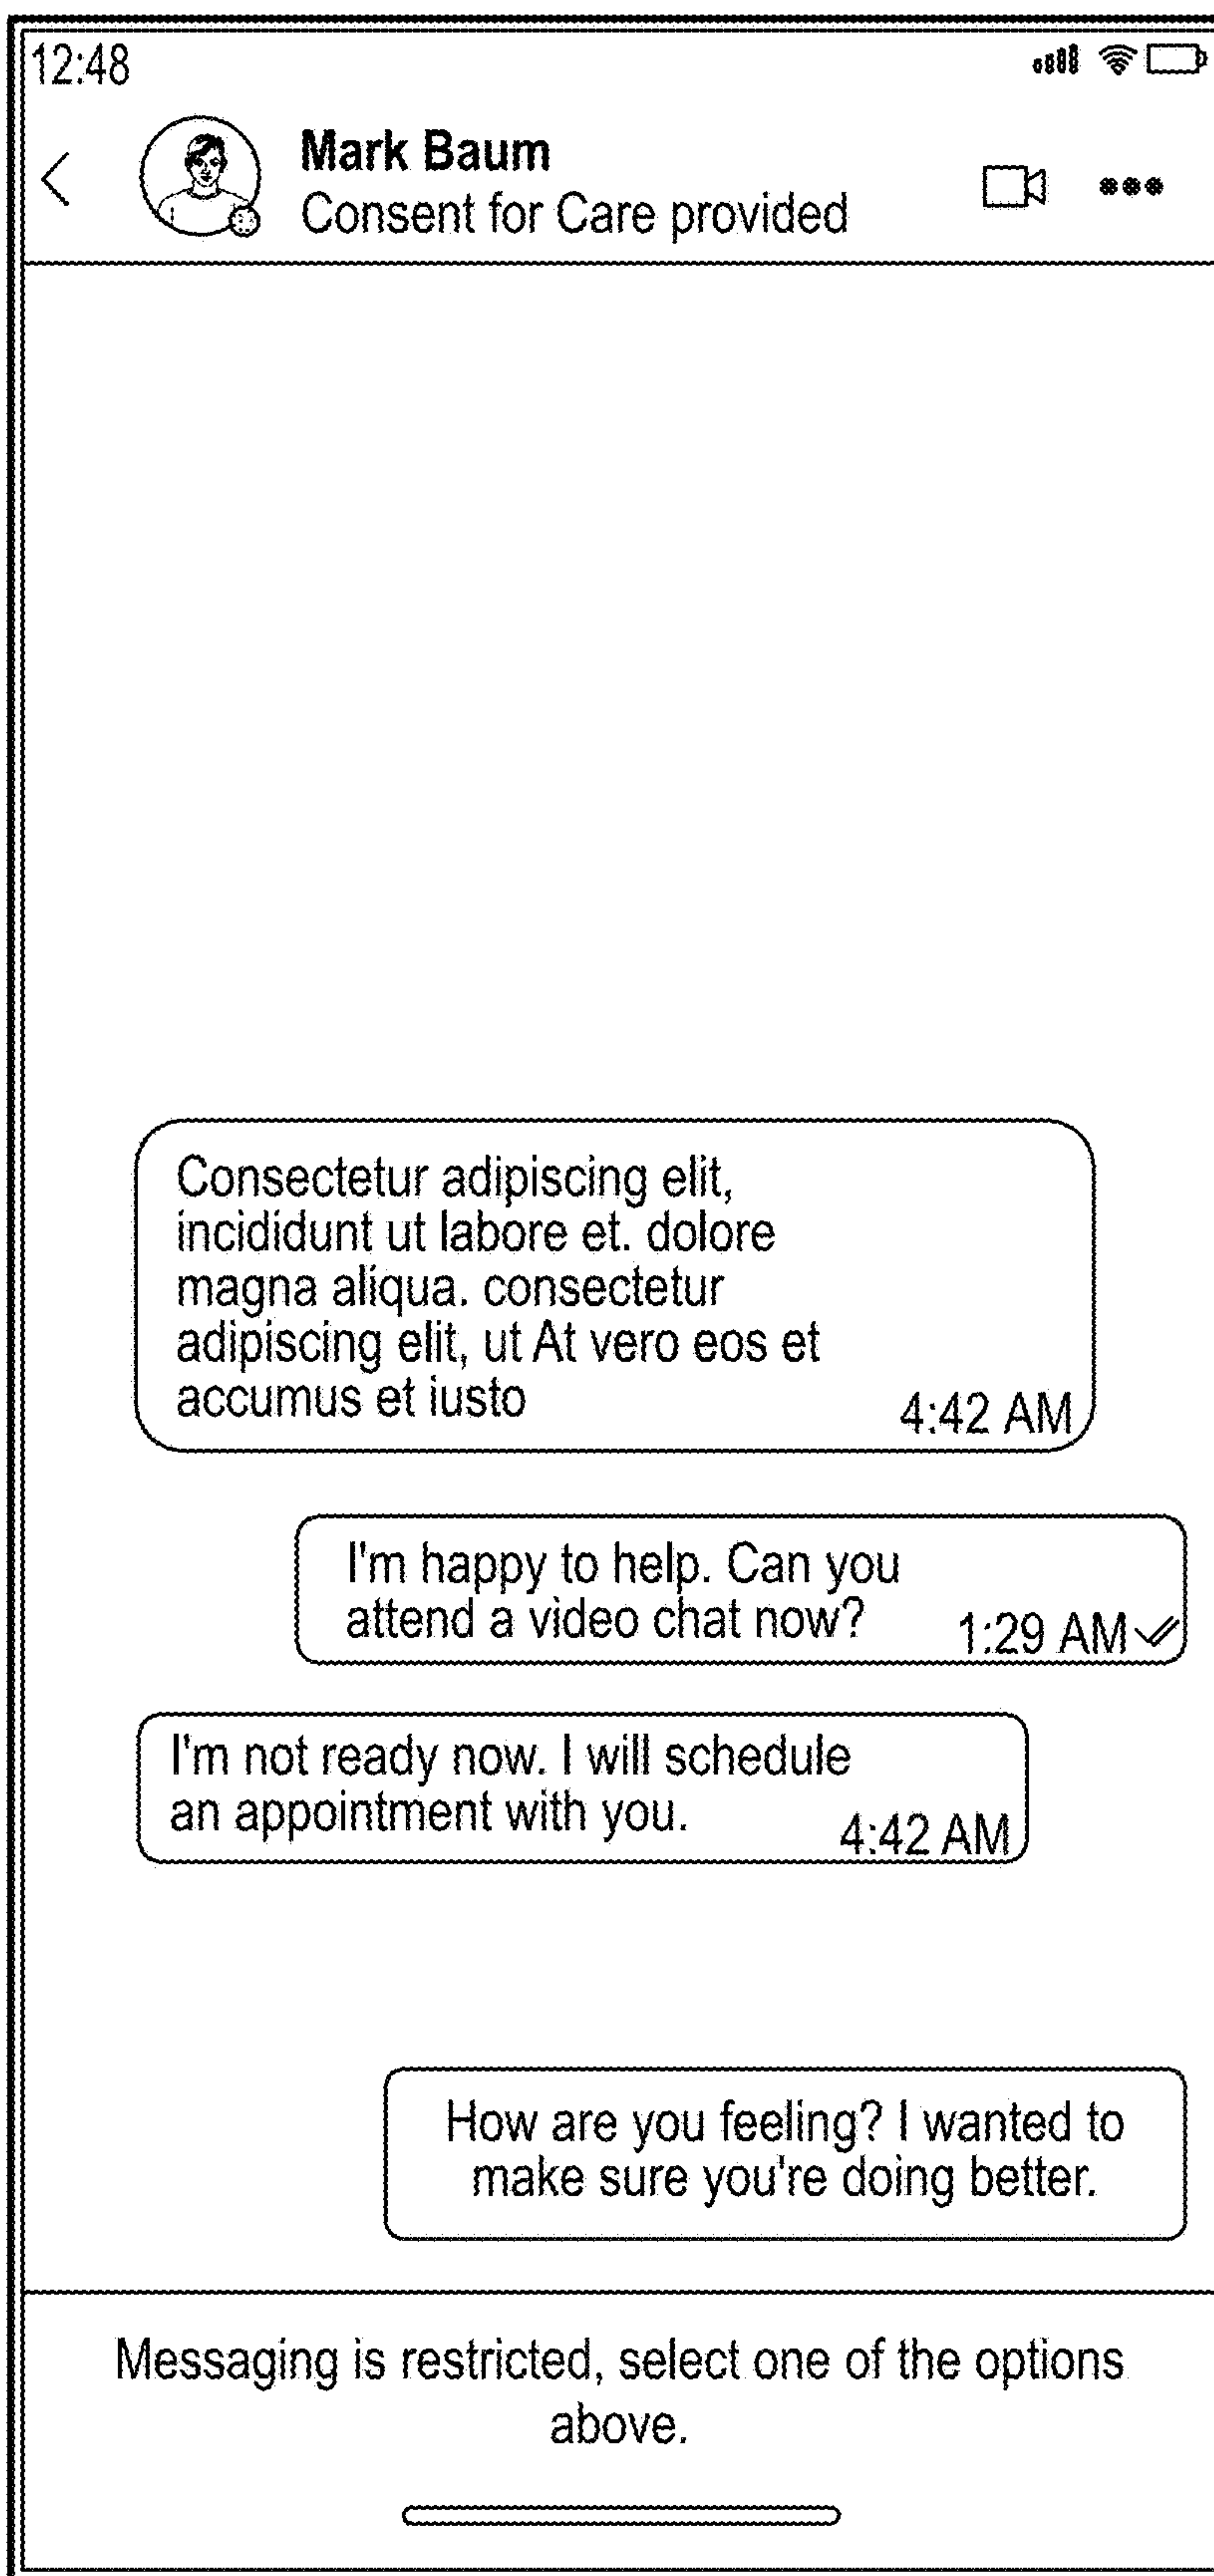 12:48
Mark Baum
Consent for Care provided
Consectetur adipiscing elit,
incididunt ut labore et. dolore
magna aliqua. consectetur
adipiscing elit, ut At vero eos et
accumus et iusto
4:42 AM
I'm happy to help. Can you
attend a video chat now?
1:29 AM
I'm not ready now. I will schedule
an appointment with you.
4:42 AM
How are you feeling? I wanted to
make sure you're doing better.
Messaging is restricted, select one of the options
above.